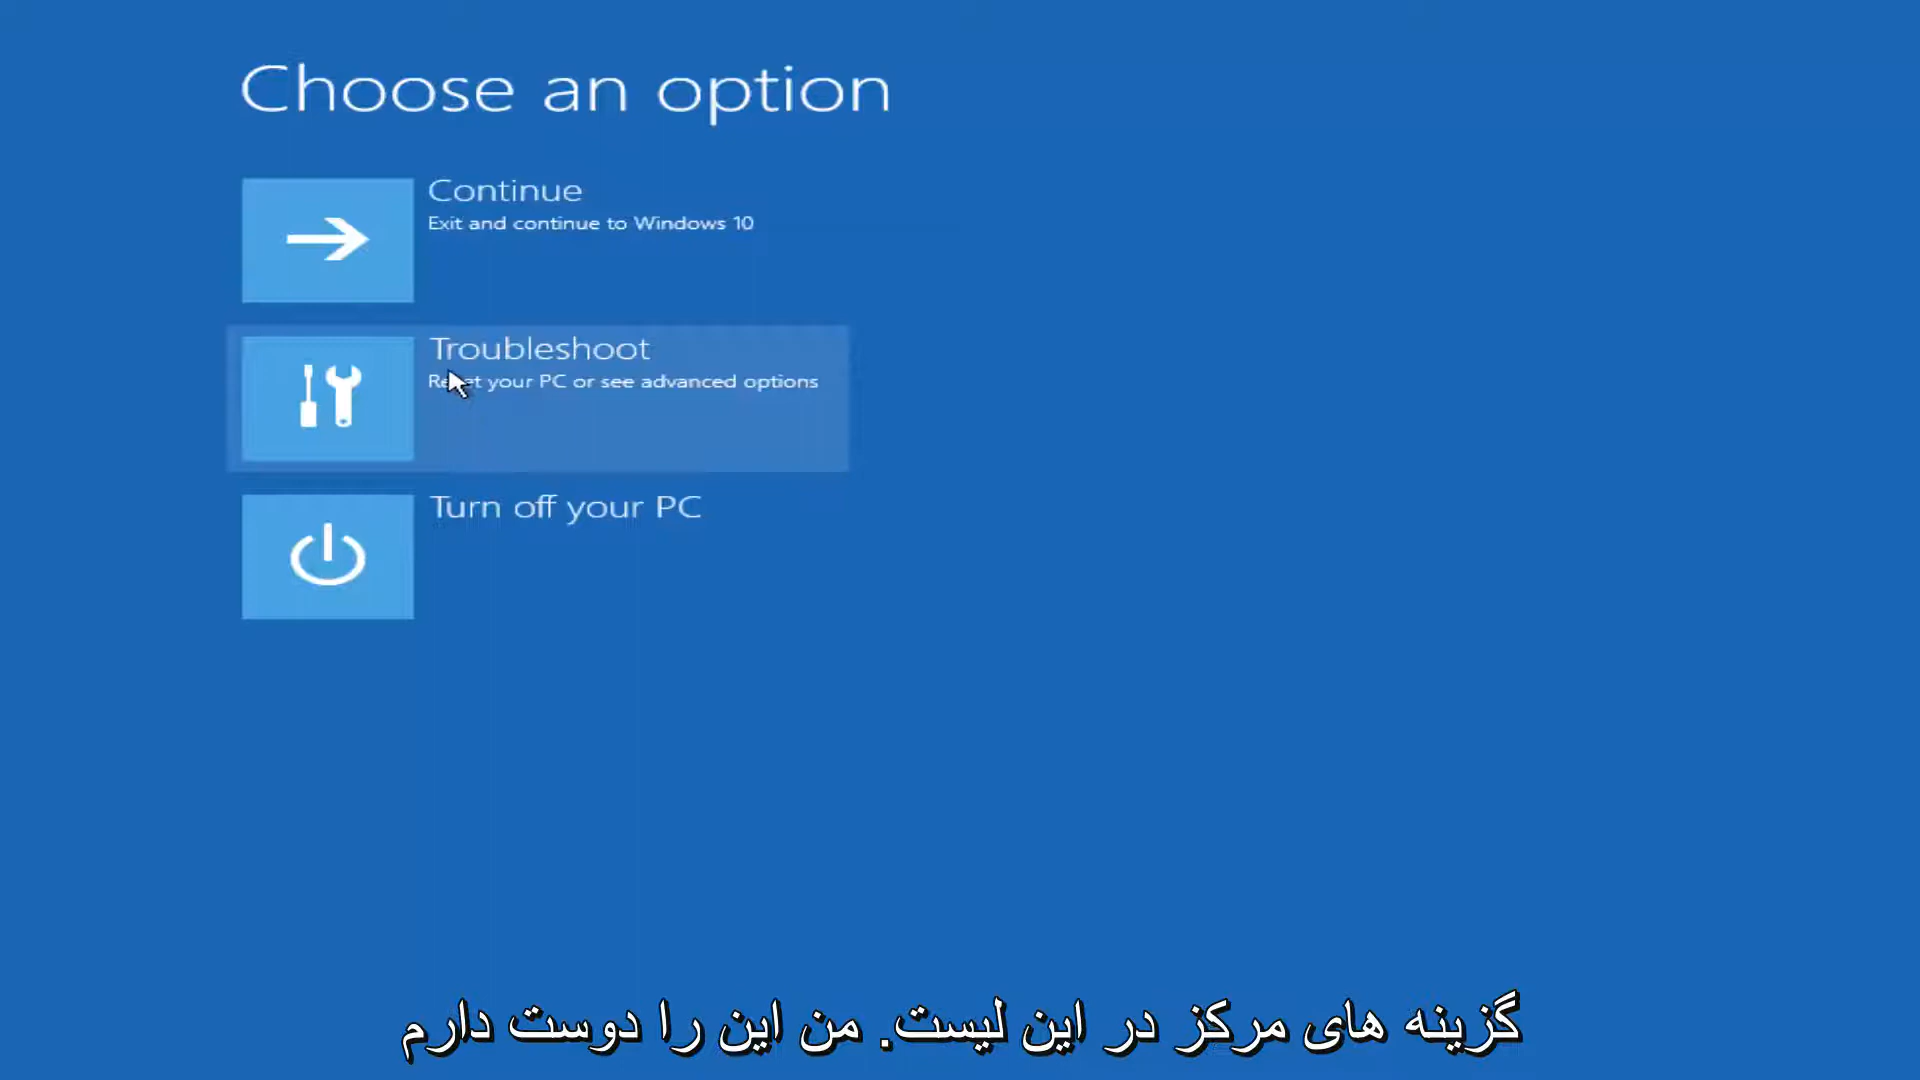 Choose an option
Continue
Exit and continue to Windows 10
Troubleshoot
Reset your PC or see advanced options
Turn off your PC
گزینه های مرکز در این لیست. من این را دوست دارم